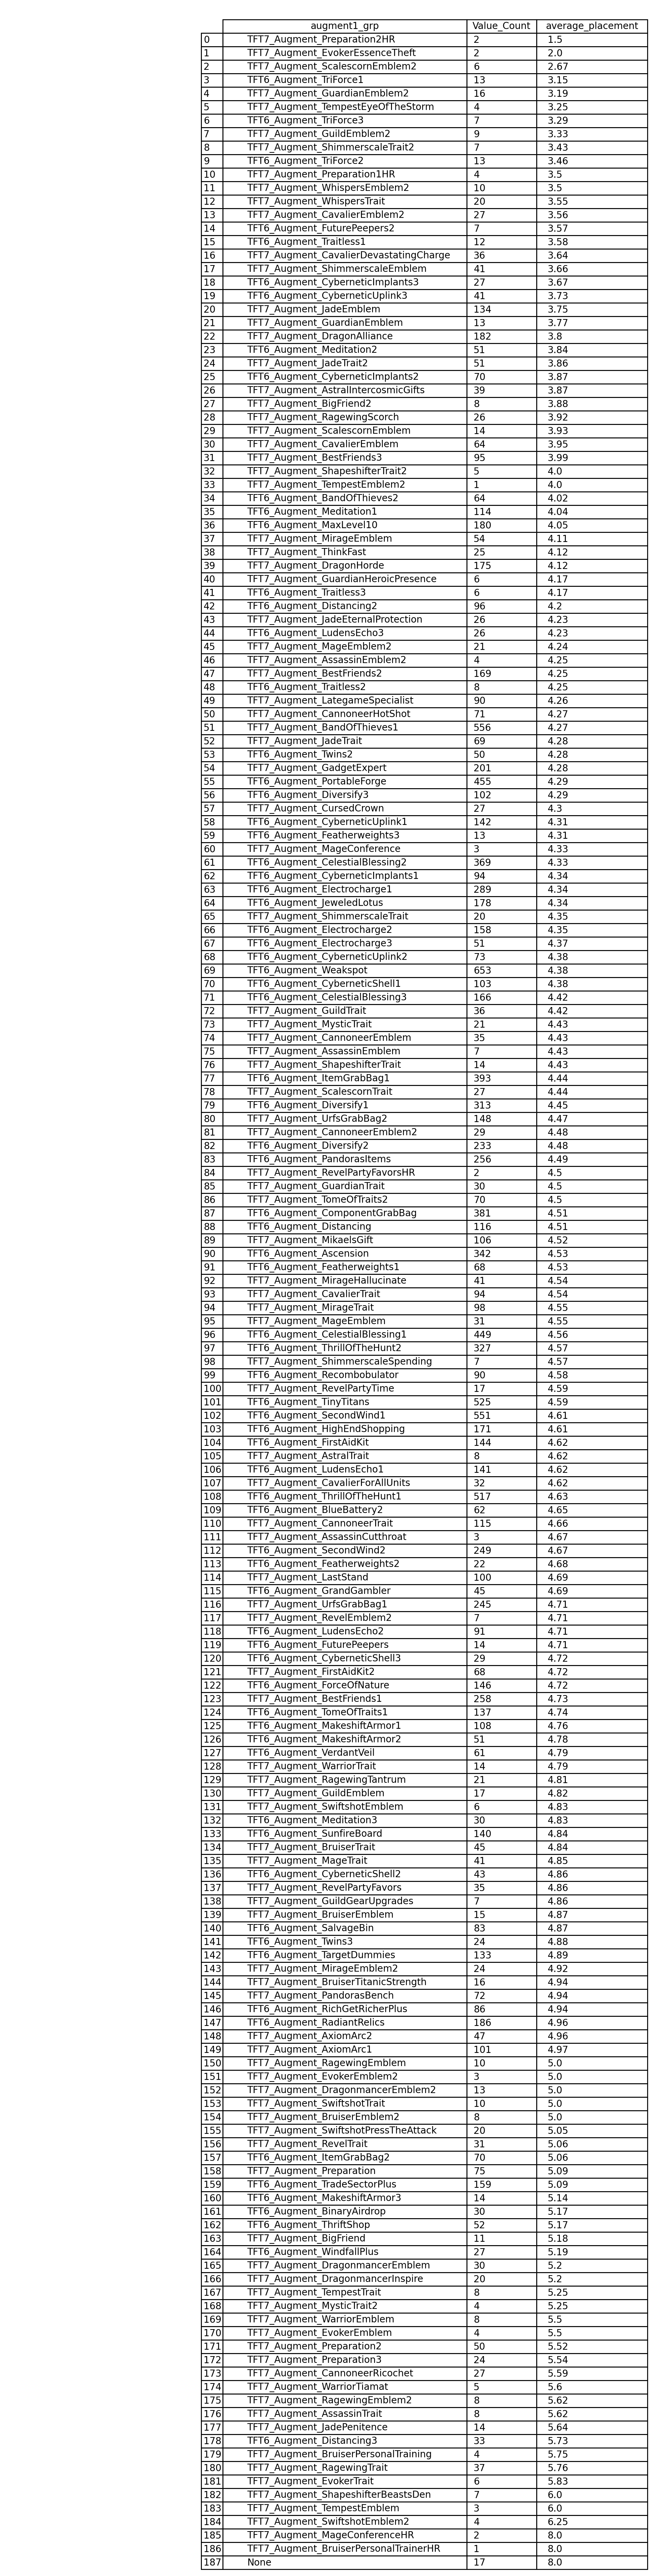 augment1_grp Value_Count average_placement
0 TFT7_Augment_Preparation2HR 2 1.5
1 TFT7_Augment_EvokerEssenceTheft 2 2.0
2 TFT7_Augment_ScalescornEmblem2 6 2.67
3 TFT6_Augment_TriForce1 13 3.15
4 TFT7_Augment_GuardianEmblem2 16 3.19
5 TFT7_Augment_TempestEyeOfTheStorm 4 3.25
6 TFT6_Augment_TriForce3 7 3.29
7 TFT7_Augment_GuildEmblem2 9 3.33
8 TFT7_Augment_ShimmerscaleTrait2 7 3.43
9 TFT6_Augment_TriForce2 13 3.46
10 TFT7_Augment_Preparation1HR 4 3.5
11 TFT7_Augment_WhispersEmblem2 10 3.5
12 TFT7_Augment_WhispersTrait 20 3.55
13 TFT7_Augment_CavalierEmblem2 27 3.56
14 TFT6_Augment_FuturePeepers2 7 3.57
15 TFT6_Augment_Traitless1 12 3.58
16 TFT7_Augment_CavalierDevastatingCharge 36 3.64
17 TFT7_Augment_ShimmerscaleEmblem 41 3.66
18 TFT6_Augment_CyberneticImplants3 27 3.67
19 TFT6_Augment_CyberneticUplink3 41 3.73
20 TFT7_Augment_JadeEmblem 134 3.75
21 TFT7_Augment_GuardianEmblem 13 3.77
22 TFT7_Augment_DragonAlliance 182 3.8
23 TFT6_Augment_Meditation2 51 3.84
24 TFT7_Augment_JadeTrait2 51 3.86
25 TFT6_Augment_CyberneticImplants2 70 3.87
26 TFT7_Augment_AstralIntercosmicGifts 39 3.87
27 TFT7_Augment_BigFriend2 8 3.88
28 TFT7_Augment_RagewingScorch 26 3.92
29 TFT7_Augment_ScalescornEmblem 14 3.93
30 TFT7_Augment_CavalierEmblem 64 3.95
31 TFT7_Augment_BestFriends3 95 3.99
32 TFT7_Augment_ShapeshifterTrait2 5 4.0
33 TFT7_Augment_TempestEmblem2 1 4.0
34 TFT6_Augment_BandOfThieves2 64 4.02
35 TFT6_Augment_Meditation1 114 4.04
36 TFT6_Augment_MaxLevel10 180 4.05
37 TFT7_Augment_MirageEmblem 54 4.11
38 TFT7_Augment_ThinkFast 25 4.12
39 TFT7_Augment_DragonHorde 175 4.12
40 TFT7_Augment_GuardianHeroicPresence 6 4.17
41 TFT6_Augment_Traitless3 6 4.17
42 TFT6_Augment_Distancing2 96 4.2
43 TFT7_Augment_JadeEternalProtection 26 4.23
44 TFT6_Augment_LudensEcho3 26 4.23
45 TFT7_Augment_MageEmblem2 21 4.24
46 TFT7_Augment_AssassinEmblem2 4 4.25
47 TFT7_Augment_BestFriends2 169 4.25
48 TFT6_Augment_Traitless2 8 4.25
49 TFT7_Augment_LategameSpecialist 90 4.26
50 TFT7_Augment_CannoneerHotShot 71 4.27
51 TFT7_Augment_BandOfThieves1 556 4.27
52 TFT7_Augment_JadeTrait 69 4.28
53 TFT6_Augment_Twins2 50 4.28
54 TFT7_Augment_GadgetExpert 201 4.28
55 TFT6_Augment_PortableForge 455 4.29
56 TFT6_Augment_Diversify3 102 4.29
57 TFT7_Augment_CursedCrown 27 4.3
58 TFT6_Augment_CyberneticUplink1 142 4.31
59 TFT6_Augment_Featherweights3 13 4.31
60 TFT7_Augment_MageConference 3 4.33
61 TFT6_Augment_CelestialBlessing2 369 4.33
62 TFT6_Augment_CyberneticImplants1 94 4.34
63 TFT6_Augment_Electrocharge1 289 4.34
64 TFT6_Augment_JeweledLotus 178 4.34
65 TFT7_Augment_ShimmerscaleTrait 20 4.35
66 TFT6_Augment_Electrocharge2 158 4.35
67 TFT6_Augment_Electrocharge3 51 4.37
68 TFT6_Augment_CyberneticUplink2 73 4.38
69 TFT6_Augment_Weakspot 653 4.38
70 TFT6_Augment_CyberneticShell1 103 4.38
71 TFT6_Augment_CelestialBlessing3 166 4.42
72 TFT7_Augment_GuildTrait 36 4.42
73 TFT7_Augment_MysticTrait 21 4.43
74 TFT7_Augment_CannoneerEmblem 35 4.43
75 TFT7_Augment_AssassinEmblem 7 4.43
76 TFT7_Augment_ShapeshifterTrait 14 4.43
77 TFT6_Augment_ItemGrabBag1 393 4.44
78 TFT7_Augment_ScalescornTrait 27 4.44
79 TFT6_Augment_Diversify1 313 4.45
80 TFT7_Augment_UrfsGrabBag2 148 4.47
81 TFT7_Augment_CannoneerEmblem2 29 4.48
82 TFT6_Augment_Diversify2 233 4.48
83 TFT6_Augment_PandorasItems 256 4.49
84 TFT7_Augment_RevelPartyFavorsHR 2 4.5
85 TFT7_Augment_GuardianTrait 30 4.5
86 TFT7_Augment_TomeOfTraits2 70 4.5
87 TFT6_Augment_ComponentGrabBag 381 4.51
88 TFT6_Augment_Distancing 116 4.51
89 TFT7_Augment_MikaelsGift 106 4.52
90 TFT6_Augment_Ascension 342 4.53
91 TFT6_Augment_Featherweights1 68 4.53
92 TFT7_Augment_MirageHallucinate 41 4.54
93 TFT7_Augment_CavalierTrait 94 4.54
94 TFT7_Augment_MirageTrait 98 4.55
95 TFT7_Augment_MageEmblem 31 4.55
96 TFT6_Augment_CelestialBlessing1 449 4.56
97 TFT6_Augment_ThrillOfTheHunt2 327 4.57
98 TFT7_Augment_ShimmerscaleSpending 7 4.57
99 TFT6_Augment_Recombobulator 90 4.58
100 TFT7_Augment_RevelPartyTime 17 4.59
101 TFT6_Augment_TinyTitans 525 4.59
102 TFT6_Augment_SecondWind1 551 4.61
103 TFT6_Augment_HighEndShopping 171 4.61
104 TFT6_Augment_FirstAidKit 144 4.62
105 TFT7_Augment_AstralTrait 8 4.62
106 TFT6_Augment_LudensEcho1 141 4.62
107 TFT7_Augment_CavalierForAllUnits 32 4.62
108 TFT6_Augment_ThrillOfTheHunt1 517 4.63
109 TFT6_Augment_BlueBattery2 62 4.65
110 TFT7_Augment_CannoneerTrait 115 4.66
111 TFT7_Augment_AssassinCutthroat 3 4.67
112 TFT6_Augment_SecondWind2 249 4.67
113 TFT6_Augment_Featherweights2 22 4.68
114 TFT7_Augment_LastStand 100 4.69
115 TFT6_Augment_GrandGambler 45 4.69
116 TFT7_Augment_UrfsGrabBag1 245 4.71
117 TFT7_Augment_RevelEmblem2 7 4.71
118 TFT6_Augment_LudensEcho2 91 4.71
119 TFT6_Augment_FuturePeepers 14 4.71
120 TFT6_Augment_CyberneticShell3 29 4.72
121 TFT7_Augment_FirstAidKit2 68 4.72
122 TFT6_Augment_ForceOfNature 146 4.72
123 TFT7_Augment_BestFriends1 258 4.73
124 TFT6_Augment_TomeOfTraits1 137 4.74
125 TFT6_Augment_MakeshiftArmor1 108 4.76
126 TFT6_Augment_MakeshiftArmor2 51 4.78
127 TFT6_Augment_VerdantVeil 61 4.79
128 TFT7_Augment_WarriorTrait 14 4.79
129 TFT7_Augment_RagewingTantrum 21 4.81
130 TFT7_Augment_GuildEmblem 17 4.82
131 TFT7_Augment_SwiftshotEmblem 6 4.83
132 TFT6_Augment_Meditation3 30 4.83
133 TFT6_Augment_SunfireBoard 140 4.84
134 TFT7_Augment_BruiserTrait 45 4.84
135 TFT7_Augment_MageTrait 41 4.85
136 TFT6_Augment_CyberneticShell2 43 4.86
137 TFT7_Augment_RevelPartyFavors 35 4.86
138 TFT7_Augment_GuildGearUpgrades 7 4.86
139 TFT7_Augment_BruiserEmblem 15 4.87
140 TFT6_Augment_SalvageBin 83 4.87
141 TFT6_Augment_Twins3 24 4.88
142 TFT6_Augment_TargetDummies 133 4.89
143 TFT7_Augment_MirageEmblem2 24 4.92
144 TFT7_Augment_BruiserTitanicStrength 16 4.94
145 TFT7_Augment_PandorasBench 72 4.94
146 TFT6_Augment_RichGetRicherPlus 86 4.94
147 TFT6_Augment_RadiantRelics 186 4.96
148 TFT7_Augment_AxiomArc2 47 4.96
149 TFT7_Augment_AxiomArc1 101 4.97
150 TFT7_Augment_RagewingEmblem 10 5.0
151 TFT7_Augment_EvokerEmblem2 3 5.0
152 TFT7_Augment_DragonmancerEmblem2 13 5.0
153 TFT7_Augment_SwiftshotTrait 10 5.0
154 TFT7_Augment_BruiserEmblem2 8 5.0
155 TFT7_Augment_SwiftshotPressTheAttack 20 5.05
156 TFT7_Augment_RevelTrait 31 5.06
157 TFT6_Augment_ItemGrabBag2 70 5.06
158 TFT7_Augment_Preparation 75 5.09
159 TFT6_Augment_TradeSectorPlus 159 5.09
160 TFT6_Augment_MakeshiftArmor3 14 5.14
161 TFT6_Augment_BinaryAirdrop 30 5.17
162 TFT6_Augment_ThriftShop 52 5.17
163 TFT7_Augment_BigFriend 11 5.18
164 TFT6_Augment_WindfallPlus 27 5.19
165 TFT7_Augment_DragonmancerEmblem 30 5.2
166 TFT7_Augment_DragonmancerInspire 20 5.2
167 TFT7_Augment_TempestTrait 8 5.25
168 TFT7_Augment_MysticTrait2 4 5.25
169 TFT7_Augment_WarriorEmblem 8 5.5
170 TFT7_Augment_EvokerEmblem 4 5.5
171 TFT7_Augment_Preparation2 50 5.52
172 TFT7_Augment_Preparation3 24 5.54
173 TFT7_Augment_CannoneerRicochet 27 5.59
174 TFT7_Augment_WarriorTiamat 5 5.6
175 TFT7_Augment_RagewingEmblem2 8 5.62
176 TFT7_Augment_AssassinTrait 8 5.62
177 TFT7_Augment_JadePenitence 14 5.64
178 TFT6_Augment_Distancing3 33 5.73
179 TFT7_Augment_BruiserPersonalTraining 4 5.75
180 TFT7_Augment_RagewingTrait 37 5.76
181 TFT7_Augment_EvokerTrait 6 5.83
182 TFT7_Augment_ShapeshifterBeastsDen 7 6.0
183 TFT7_Augment_TempestEmblem 3 6.0
184 TFT7_Augment_SwiftshotEmblem2 4 6.25
185 TFT7_Augment_MageConferenceHR 2 8.0
186 TFT7_Augment_BruiserPersonalTrainerHR 1 8.0
187 None 17 8.0